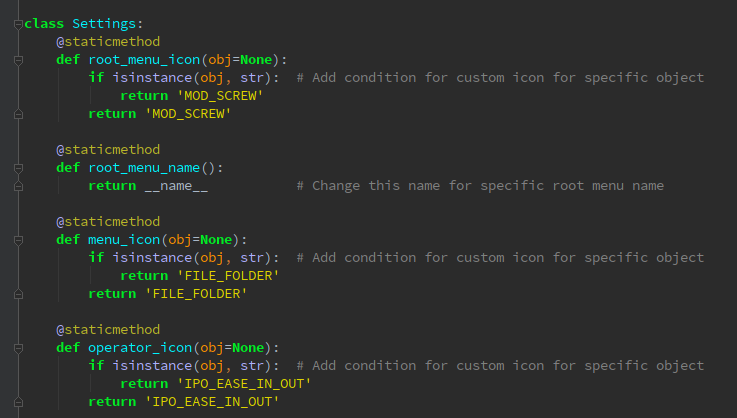 class Settings:
    @staticmethod
    def root_menu_icon(obj=None):
        if isinstance(obj, str):  # Add condition for custom icon for specific object
            return 'MOD_SCREW'
        return 'MOD_SCREW'

    @staticmethod
    def root_menu_name():
        return __name__           # Change this name for specific root menu name

    @staticmethod
    def menu_icon(obj=None):
        if isinstance(obj, str):  # Add condition for custom icon for specific object
            return 'FILE_FOLDER'
        return 'FILE_FOLDER'

    @staticmethod
    def operator_icon(obj=None):
        if isinstance(obj, str):  # Add condition for custom icon for specific object
            return 'IPO_EASE_IN_OUT'
        return 'IPO_EASE_IN_OUT'